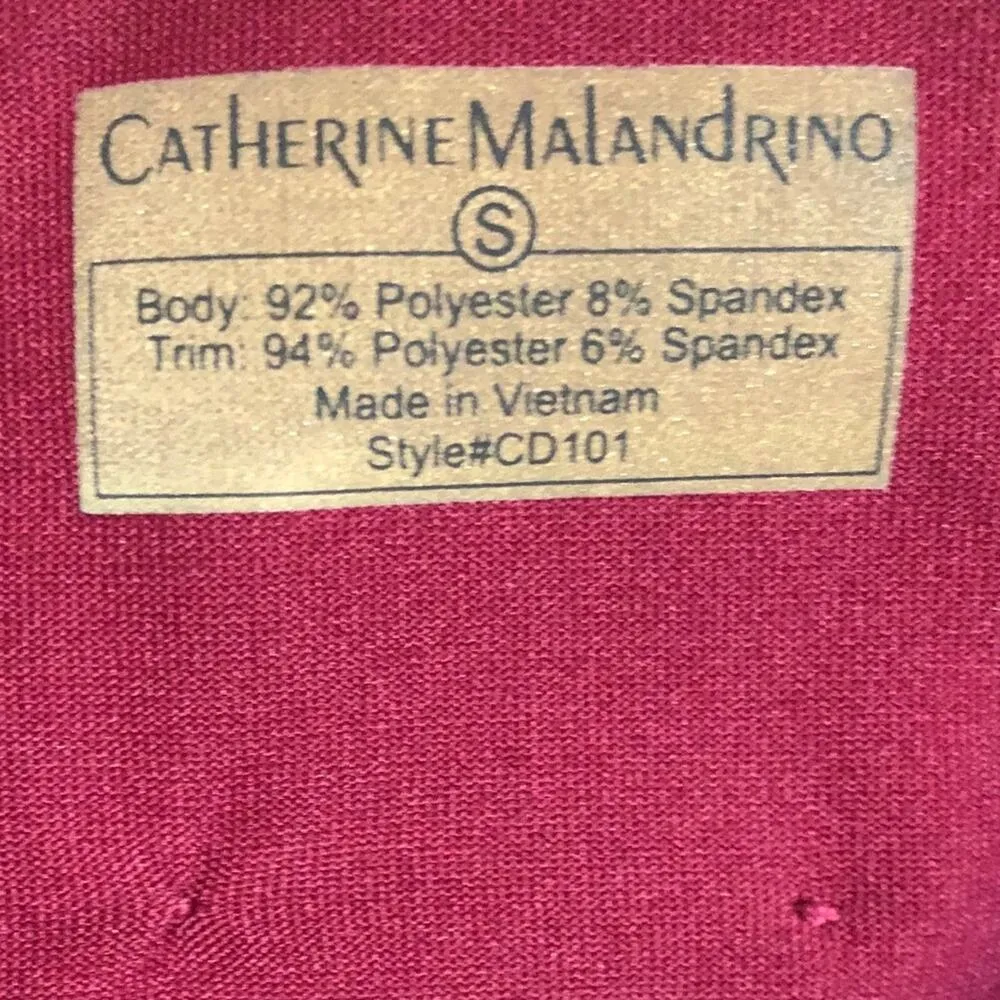 CATHERINE MALANDRINO
S
Body: 92% Polyester 8% Spandex
Trim: 94% Polyester 6% Spandex
Made in Vietnam
Style#CD101